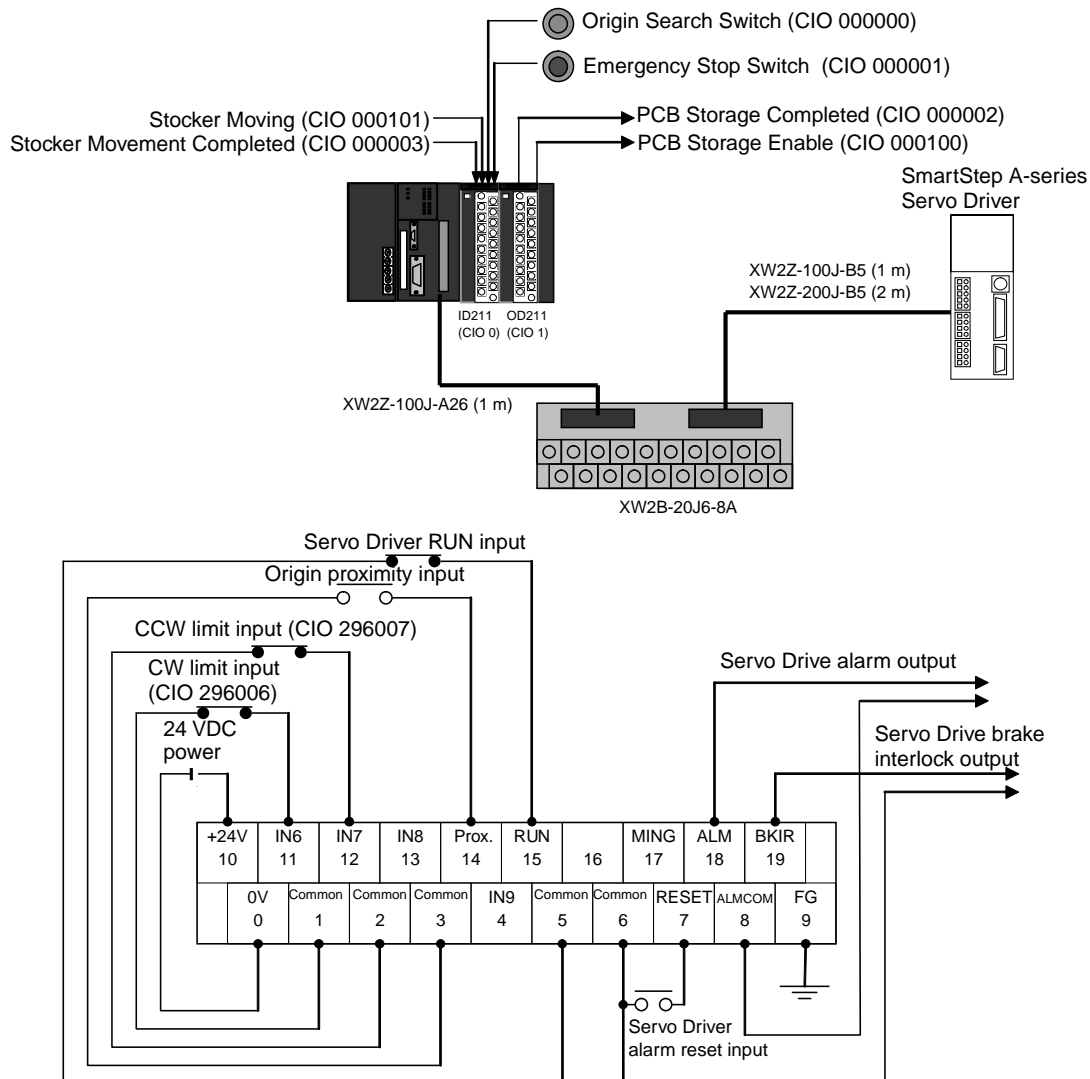 Origin Search Switch (CIO 000000)
Emergency Stop Switch (CIO 000001)
Stocker Moving (CIO 000101)
Stocker Movement Completed (CIO 000003)
PCB Storage Completed (CIO 000002)
PCB Storage Enable (CIO 000100)
SmartStep A-series
Servo Driver
XW2Z-100J-B5 (1 m)
XW2Z-200J-B5 (2 m)
ID211
(CIO 0)
OD211
(CIO 1)
XW2Z-100J-A26 (1 m)
XW2B-20J6-8A
Servo Driver RUN input
Origin proximity input
CCW limit input (CIO 296007)
CW limit input
(CIO 296006)
24 VDC
power
Servo Drive alarm output
Servo Drive brake
interlock output
+24V IN6 IN7 IN8 Prox. RUN MING ALM BKIR
10 11 12 13 14 15 16 17 18 19
0V Common Common Common IN9 Common Common RESET ALMCOM FG
0 1 2 3 4 5 6 7 8 9
Servo Driver
alarm reset input